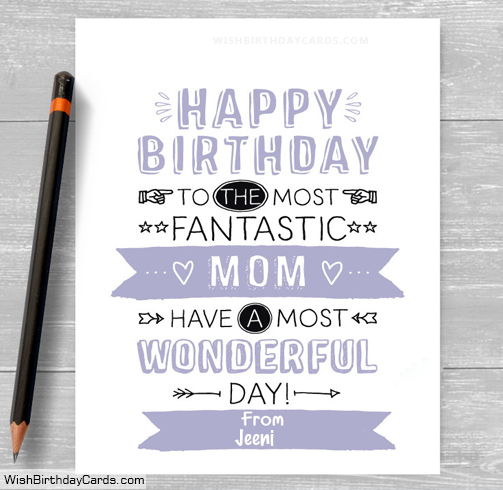 WISHBIRTHDAYCARDS.COM
HAPPY
BIRTHDAY
TO THE MOST
FANTASTIC
MOM
HAVE A MOST
WONDERFUL
DAY!
From
Jeeni
WishBirthdayCards.com